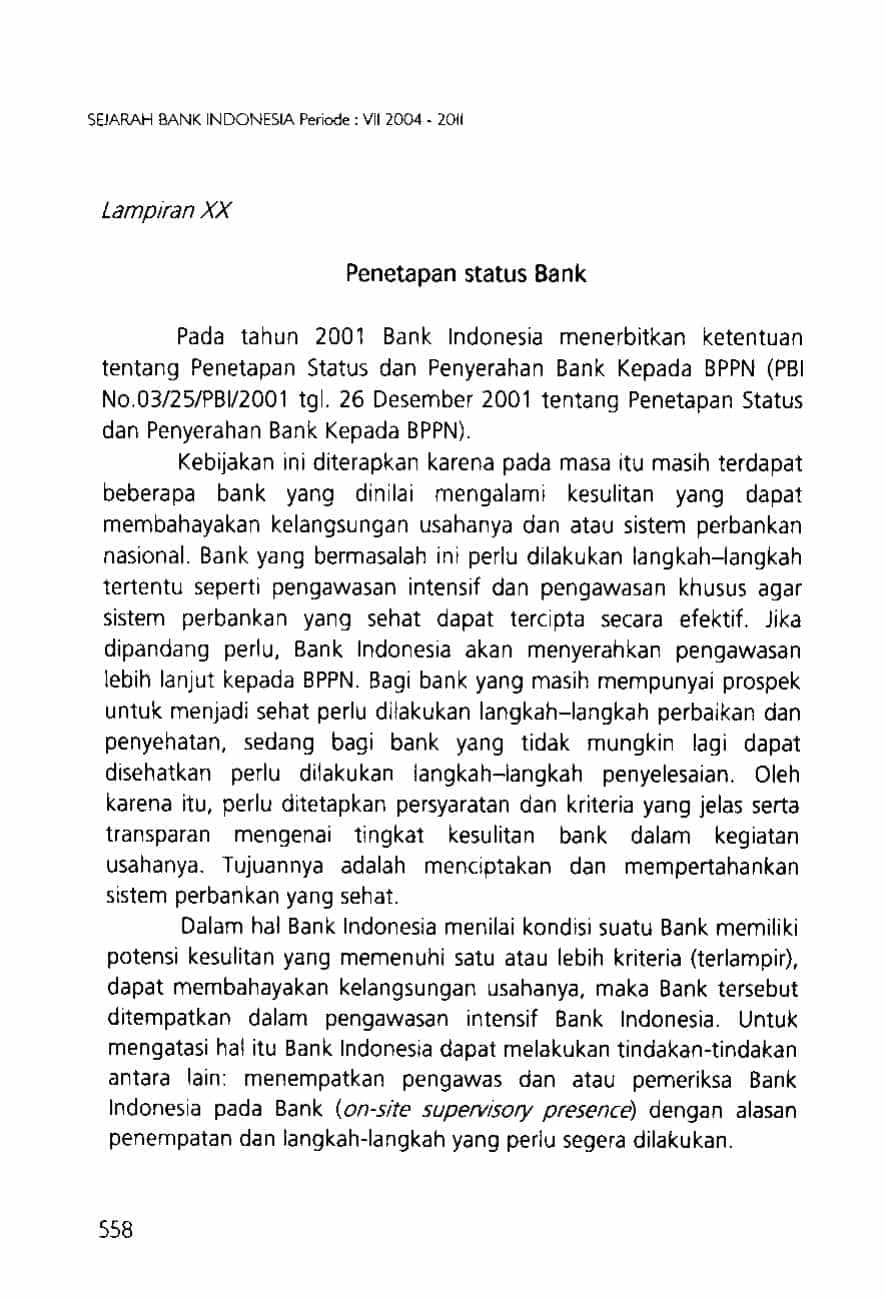 SEJARAH BANK INDONESIA Periode : VII 2004 - 2011
Lampiran XX
Penetapan status Bank
Pada tahun 2001 Bank Indonesia menerbitkan ketentuan
tentang Penetapan Status dan Penyerahan Bank Kepada BPPN (PBI
No.03/25/PBI/2001 tgl. 26 Desember 2001 tentang Penetapan Status
dan Penyerahan Bank Kepada BPPN).
Kebijakan ini diterapkan karena pada masa itu masih terdapat
beberapa bank yang dinilai mengalami kesulitan yang dapat
membahayakan kelangsungan usahanya dan atau sistem perbankan
nasional. Bank yang bermasalah ini perlu dilakukan langkah–langkah
tertentu seperti pengawasan intensif dan pengawasan khusus agar
sistem perbankan yang sehat dapat tercipta secara efektif. Jika
dipandang perlu, Bank Indonesia akan menyerahkan pengawasan
lebih lanjut kepada BPPN. Bagi bank yang masih mempunyai prospek
untuk menjadi sehat perlu dilakukan langkah–langkah perbaikan dan
penyehatan, sedang bagi bank yang tidak mungkin lagi dapat
disehatkan perlu dilakukan langkah–langkah penyelesaian. Oleh
karena itu, perlu ditetapkan persyaratan dan kriteria yang jelas serta
transparan mengenai tingkat kesulitan bank dalam kegiatan
usahanya. Tujuannya adalah menciptakan dan mempertahankan
sistem perbankan yang sehat.
Dalam hal Bank Indonesia menilai kondisi suatu Bank memiliki
potensi kesulitan yang memenuhi satu atau lebih kriteria (terlampir),
dapat membahayakan kelangsungan usahanya, maka Bank tersebut
ditempatkan dalam pengawasan intensif Bank Indonesia. Untuk
mengatasi hal itu Bank Indonesia dapat melakukan tindakan-tindakan
antara lain: menempatkan pengawas dan atau pemeriksa Bank
Indonesia pada Bank (on-site supervisory presence) dengan alasan
penempatan dan langkah-langkah yang perlu segera dilakukan.
558